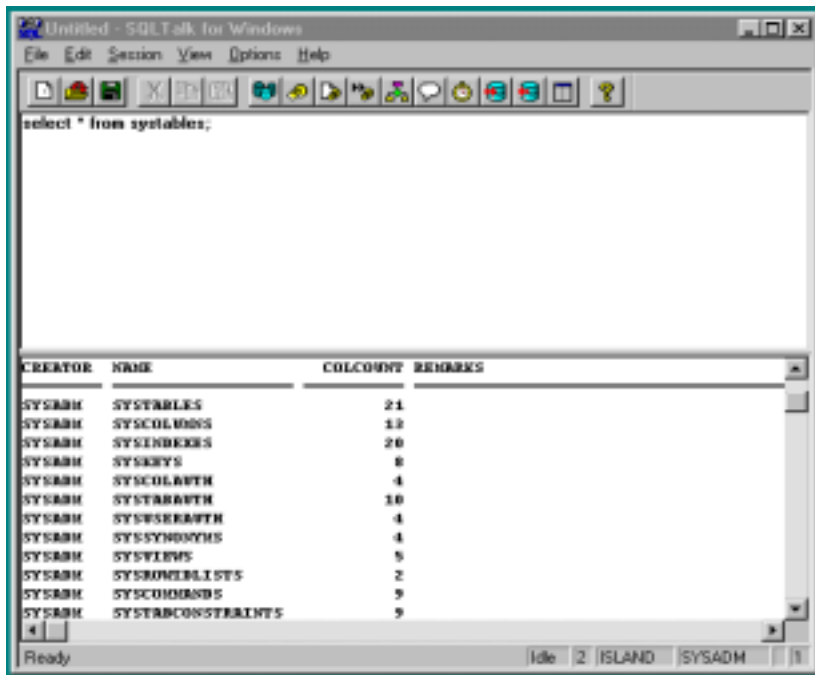 Untitled - SQLTalk for Windows
File Edit Session View Options Help
select * from systables;
CREATOR NAME COLCOUNT REMARKS
SYSADM SYSTABLES 21
SYSADM SYSCOLUMNS 13
SYSADM SYSINDEXES 20
SYSADM SYSKEYS 8
SYSADM SYSCOLAUTH 4
SYSADM SYSTABAUTH 10
SYSADM SYSUSERAUTH 4
SYSADM SYSSYNONYMS 4
SYSADM SYSVIEWS 5
SYSADM SYSROWIDLISTS 2
SYSADM SYSCOMMANDS 9
SYSADM SYSTABCONSTRAINTS 9
Ready Idle 2 ISLAND SYSADM 1